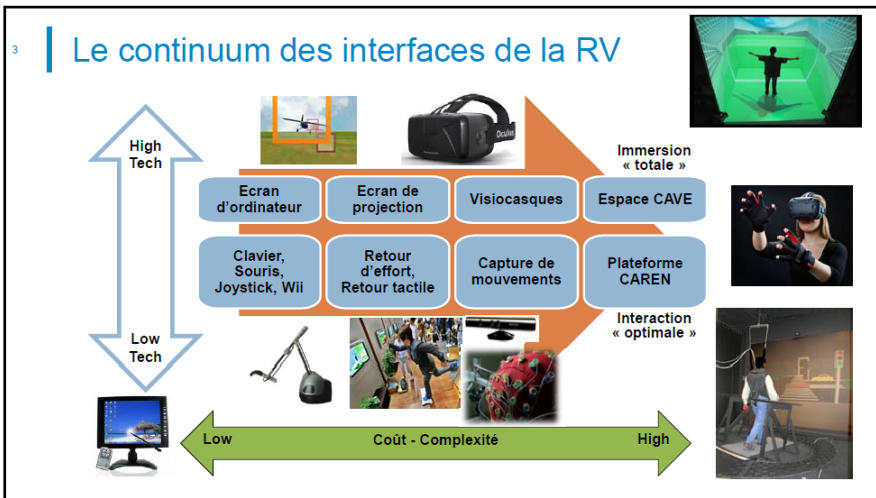 3
Le continuum des interfaces de la RV
High
Tech
Oculus
Immersion
« totale »
Ecran
d'ordinateur
Ecran de
projection
Visiocasques
Espace CAVE
Clavier,
Souris,
Joystick, Wii
Retour
d'effort,
Retour tactile
Capture de
mouvements
Plateforme
CAREN
Low
Tech
Interaction
« optimale »
Low
Coût - Complexité
High